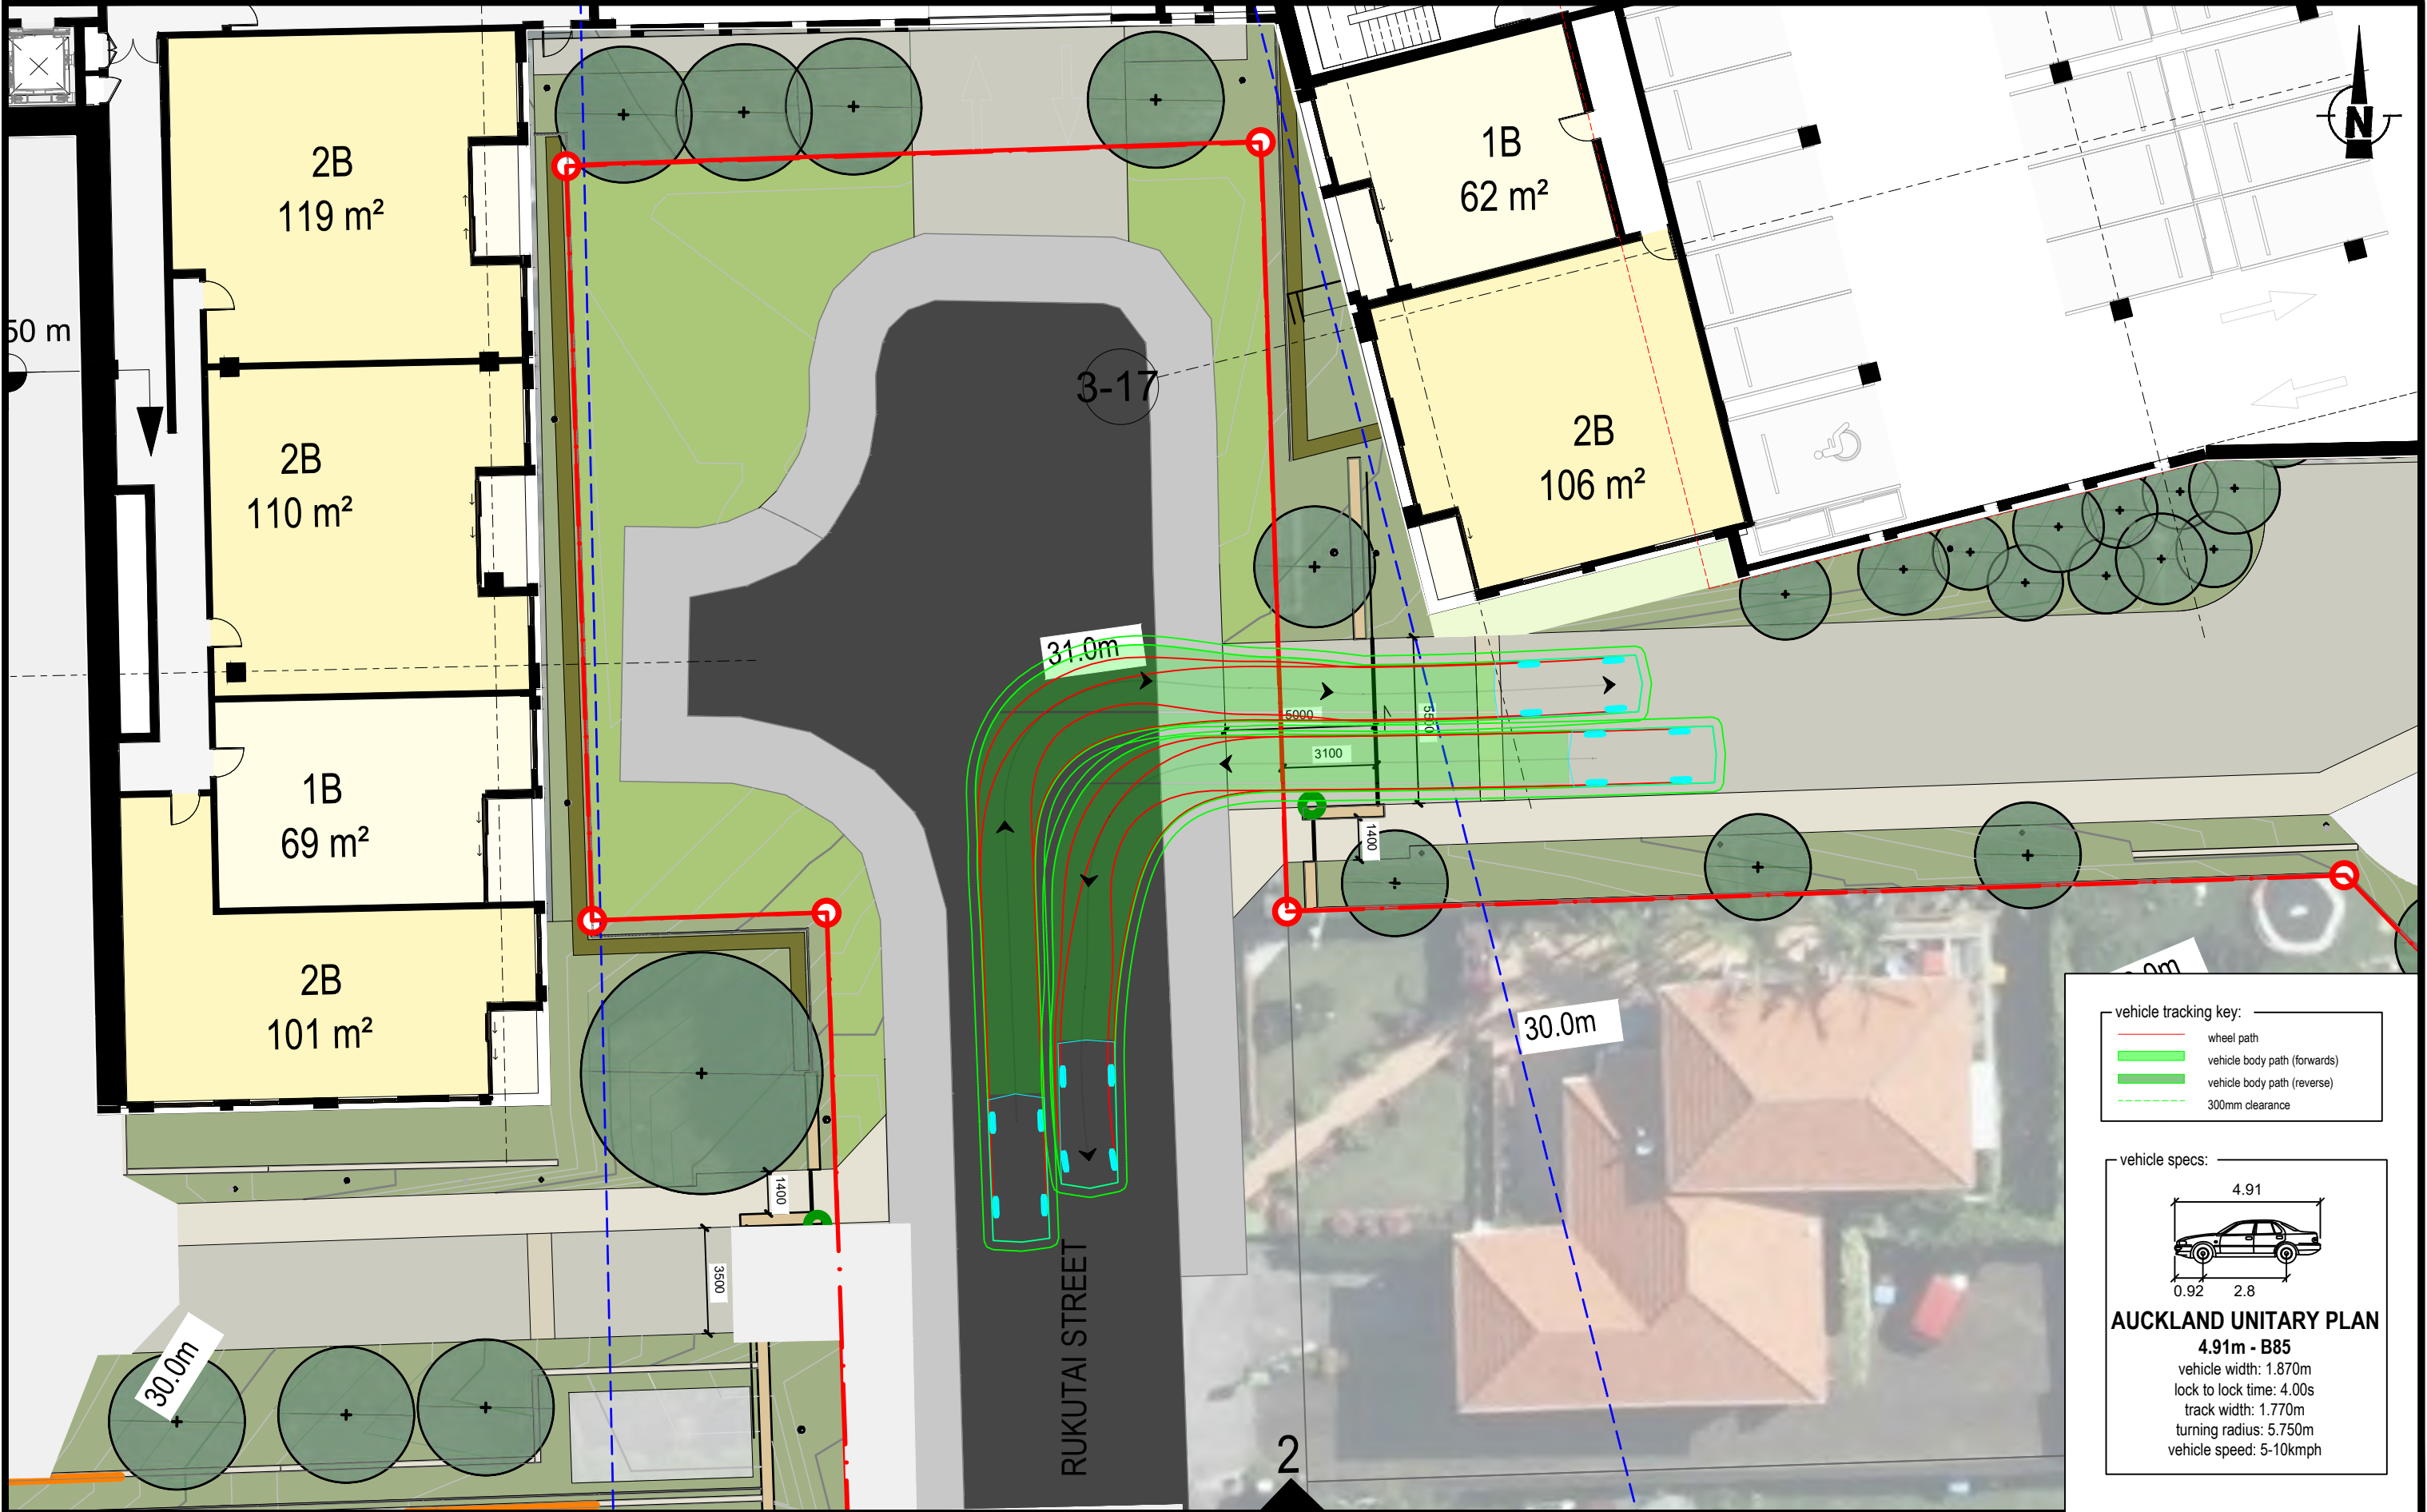 2B
119 m²
1B
62 m²
N
50 m
3-17
2B
110 m²
2B
106 m²
31.0m
5000
3100
1400
1B
69 m²
2B
101 m²
30.0m
1400
3500
30.0m
RUKUTAI STREET
2
vehicle tracking key:
wheel path
vehicle body path (forwards)
vehicle body path (reverse)
300mm clearance
vehicle specs:
4.91
0.92 2.8
AUCKLAND UNITARY PLAN
4.91m - B85
vehicle width: 1.870m
lock to lock time: 4.00s
track width: 1.770m
turning radius: 5.750m
vehicle speed: 5-10kmph